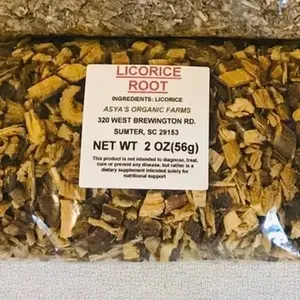 LICORICE
ROOT
INGREDIENTS: LICORICE
ASYA'S ORGANIC FARMS
320 WEST BREWINGTON RD.
SUMTER, SC 29153
NET WT 2 OZ(56g)
This product is not intended to diagnose, treat,
cure or prevent any disease, but rather is a
dietary supplement intended solely for
nutritional support